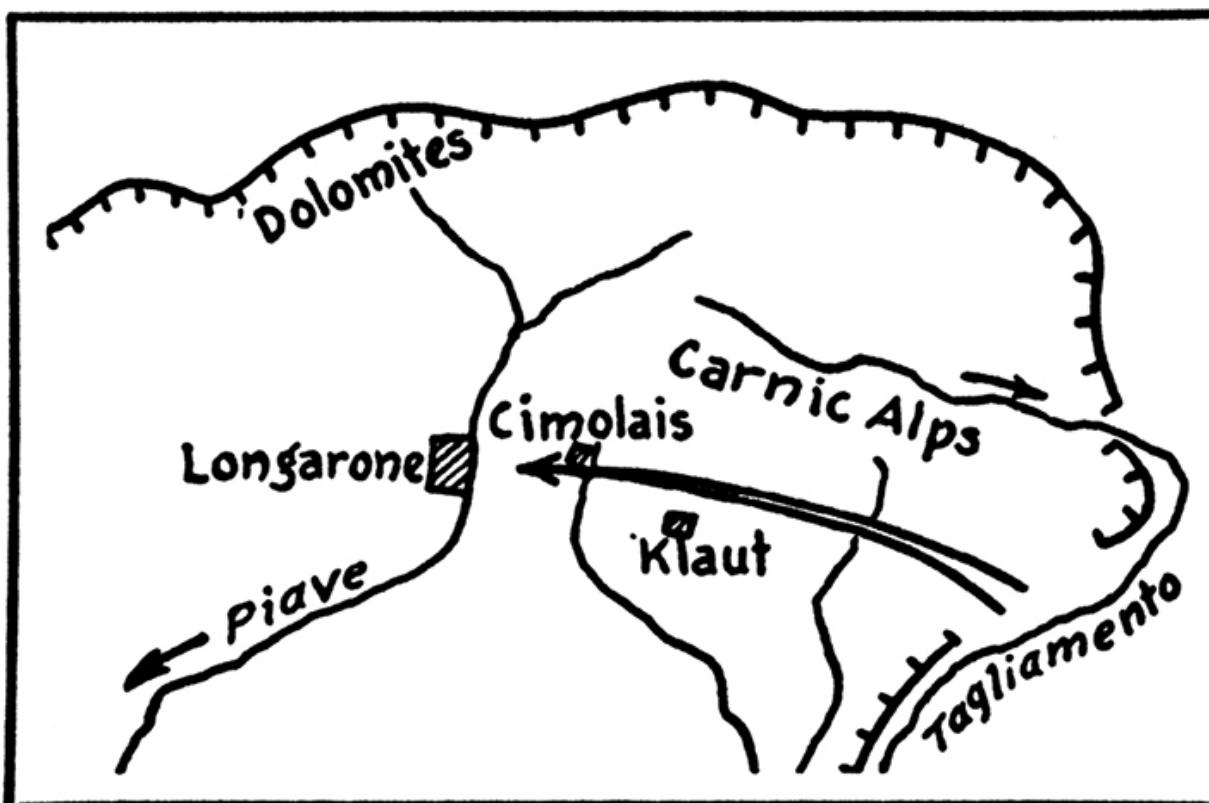 Dolomites
Carnic Alps
Cimolais
Longarone
Klaut
Piave
Tagliamento